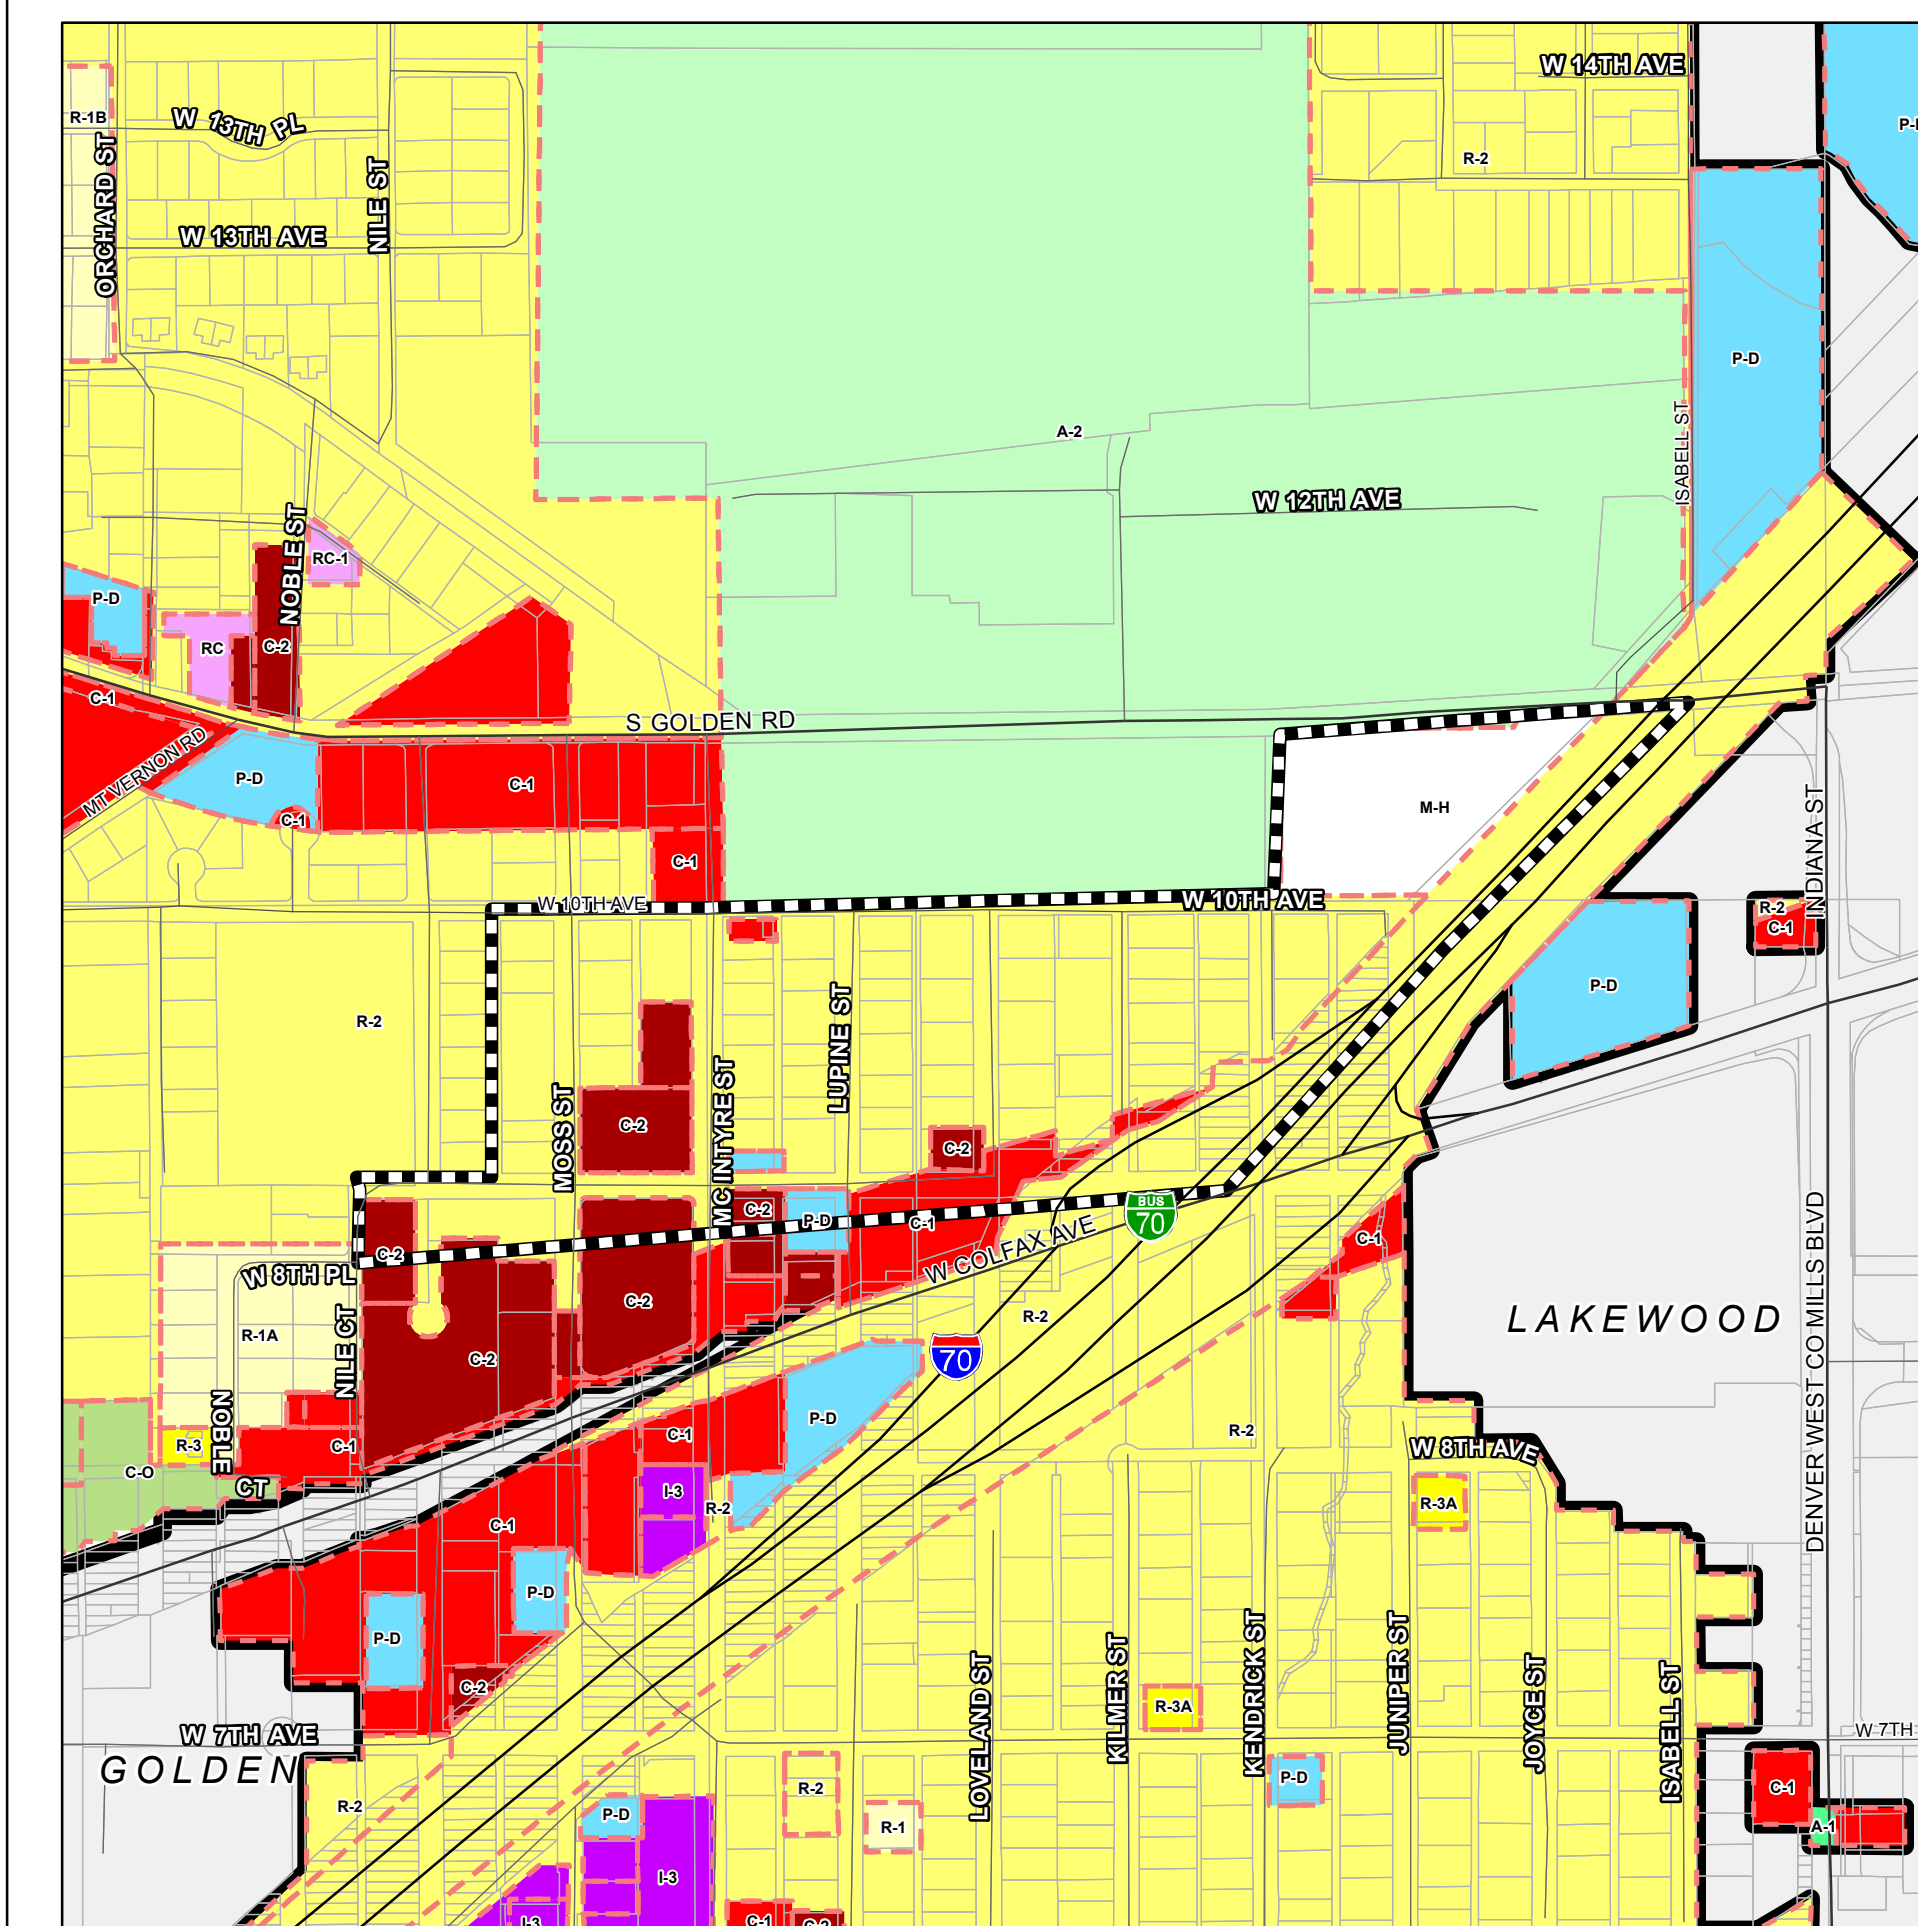 W 14TH AVE
R-1B
W 13TH PL
P-I
R-2
ORCHARD ST
NILE ST
W 13TH AVE
P-D
ISABELL ST
A-2
W 12TH AVE
NOBLE ST
RC-1
P-D
RC
C-2
C-1
S GOLDEN RD
MT VERNON RD
P-D
C-1
C-1
M-H
INDIANA ST
C-1
W 10TH AVE
W 10TH AVE
R-2
C-1
P-D
R-2
LUPINE ST
MOSS ST
MC INTYRE ST
C-2
C-2
C-2
P-D
C-1
BUS
70
W COLFAX AVE
C-1
C-2
W 8TH PL
C-2
R-2
LAKEWOOD
DENVER WEST CO MILLS BLVD
R-1A
NILE CT
C-2
70
P-D
C-1
R-2
NOBLE CT
R-3
C-1
C-O
W 8TH AVE
I-3
R-2
C-1
R-3A
P-D
P-D
C-2
LOVELAND ST
KILMER ST
KENDRICK ST
JUNIPER ST
JOYCE ST
ISABELL ST
R-3A
W 7TH AVE
W 7TH
GOLDEN
P-D
C-1
R-2
R-2
P-D
R-1
A-1
I-3
I-3
C-1
C-2